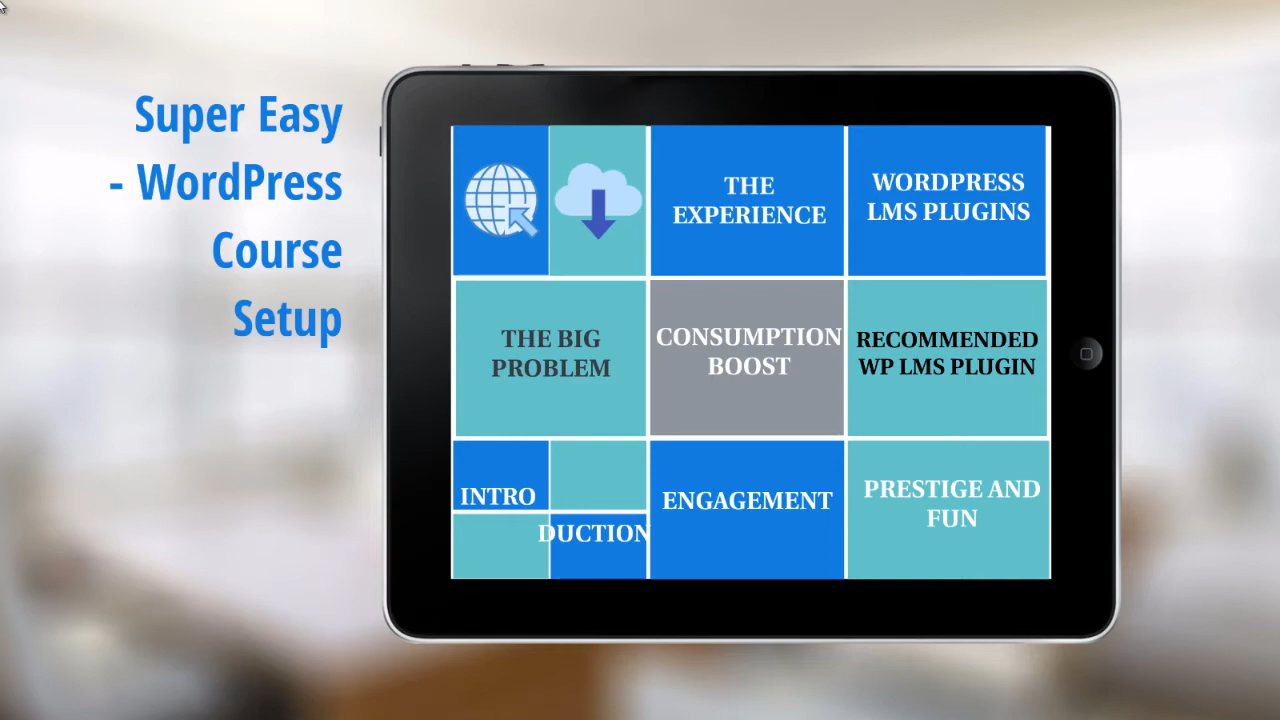 Super Easy
- WordPress
Course
Setup
THE
EXPERIENCE
WORDPRESS
LMS PLUGINS
THE BIG
PROBLEM
CONSUMPTION
BOOST
RECOMMENDED
WP LMS PLUGIN
INTRO
DUCTION
ENGAGEMENT
PRESTIGE AND
FUN